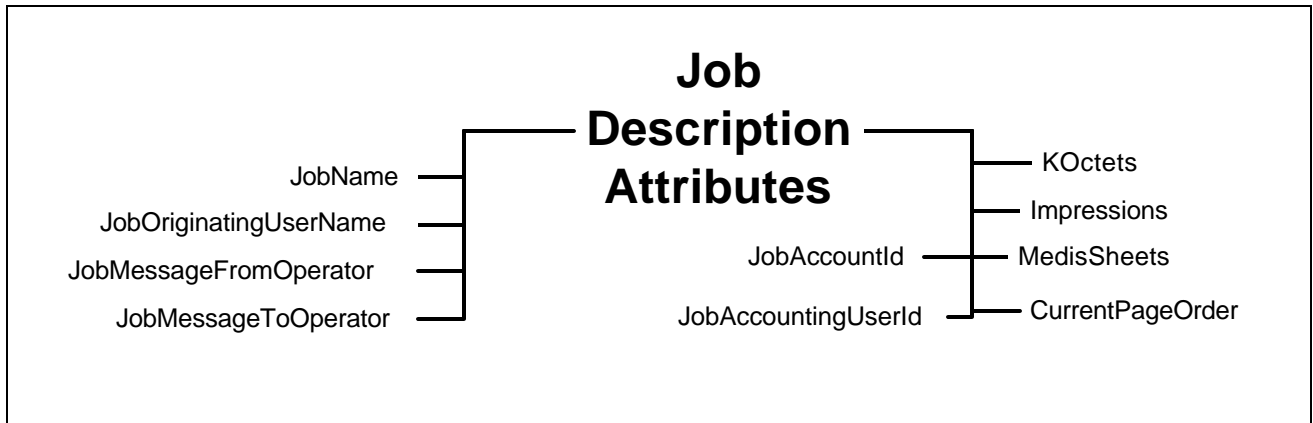 Job
Description
Attributes
JobName
JobOriginatingUserName
JobMessageFromOperator
JobMessageToOperator
JobAccountId
JobAccountingUserId
KOctets
Impressions
MedisSheets
CurrentPageOrder